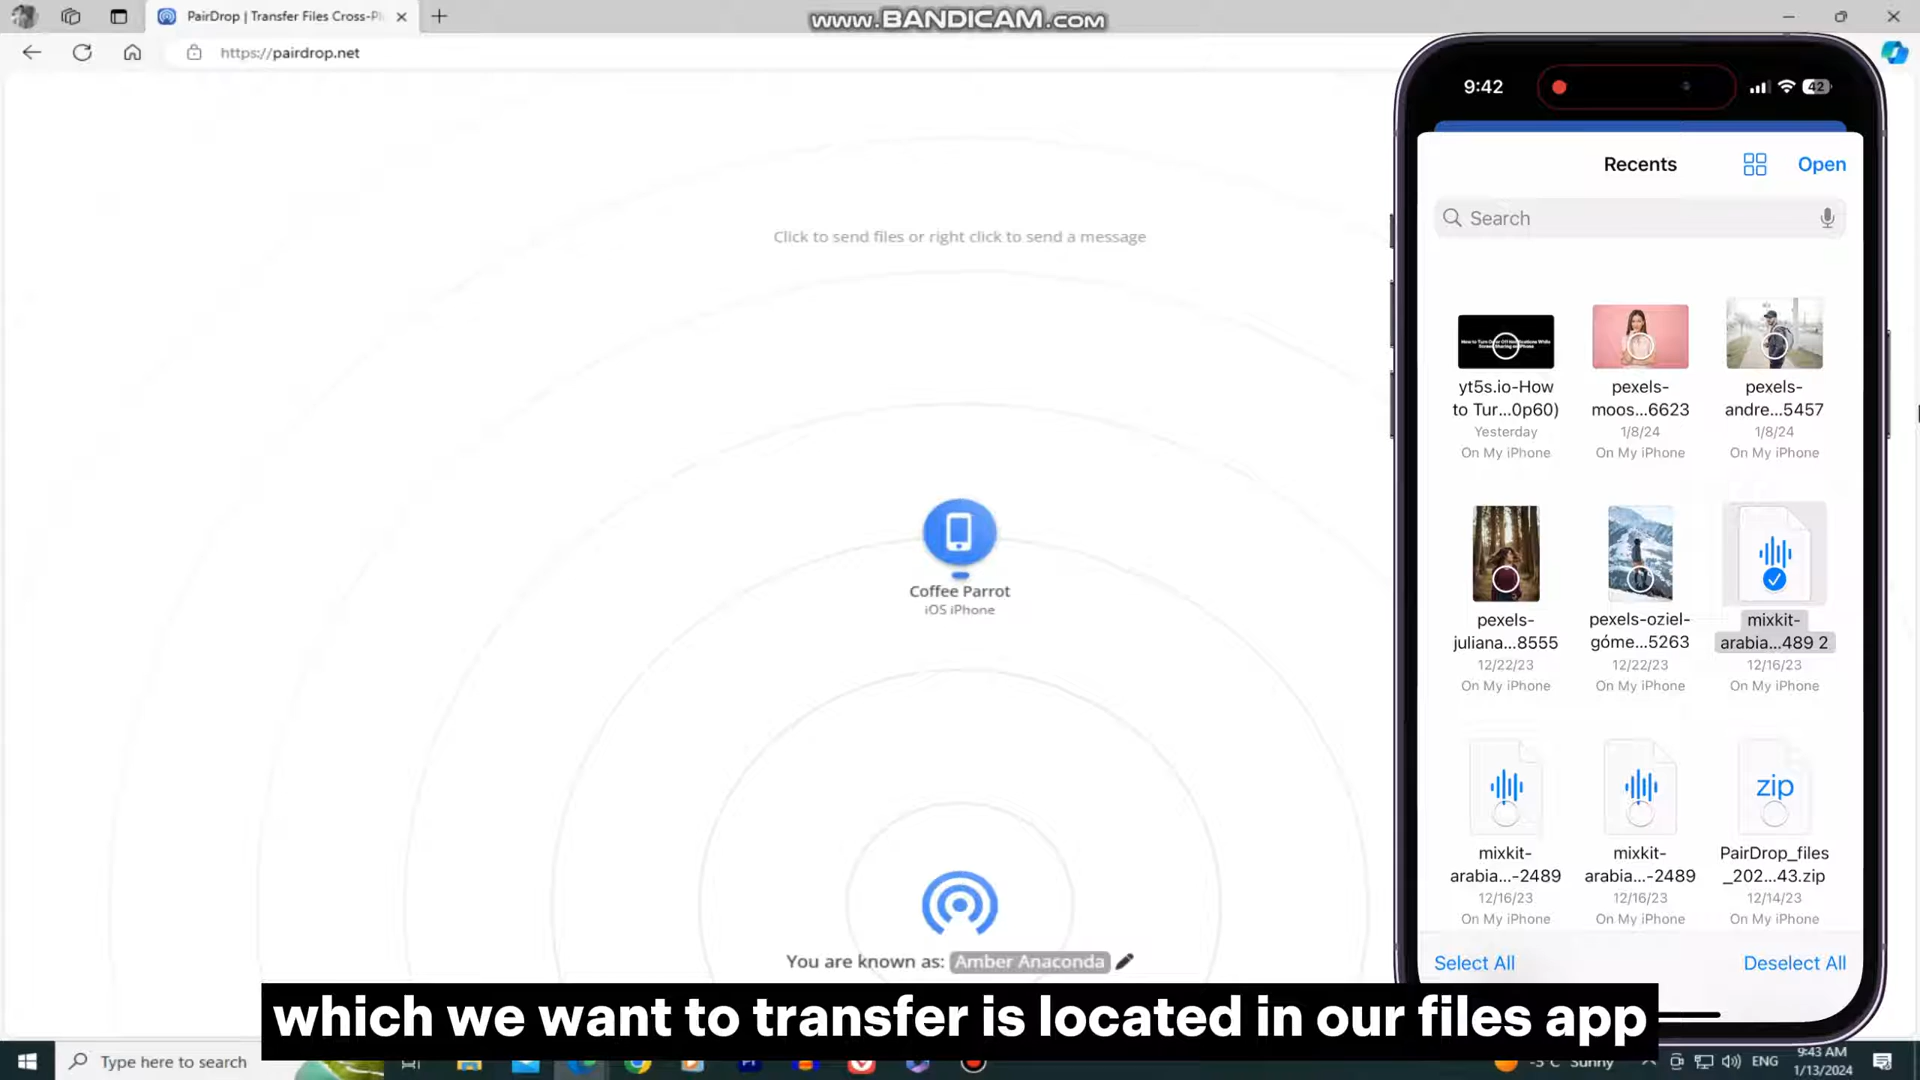 PairDrop | Transfer Files Cross-Pl
www.BANDICAM.com
https://pairdrop.net
9:42
42
Recents
Open
Search
Click to send files or right click to send a message
yt5s.io-How
to Tur...0p60)
Yesterday
On My iPhone
pexels-
moos...6623
1/8/24
On My iPhone
pexels-
andre...5457
1/8/24
On My iPhone
pexels-
juliana...8555
12/22/23
On My iPhone
pexels-oziel-
góme...5263
12/22/23
On My iPhone
mixkit-
arabia...489 2
12/16/23
On My iPhone
Coffee Parrot
iOS iPhone
zip
mixkit-
arabia...-2489
12/16/23
On My iPhone
mixkit-
arabia...-2489
12/16/23
On My iPhone
PairDrop_files
_202...43.zip
12/14/23
On My iPhone
Select All
Deselect All
You are known as: Amber Anaconda
which we want to transfer is located in our files app
Type here to search
Sunny
ENG
9:43 AM
1/13/2024